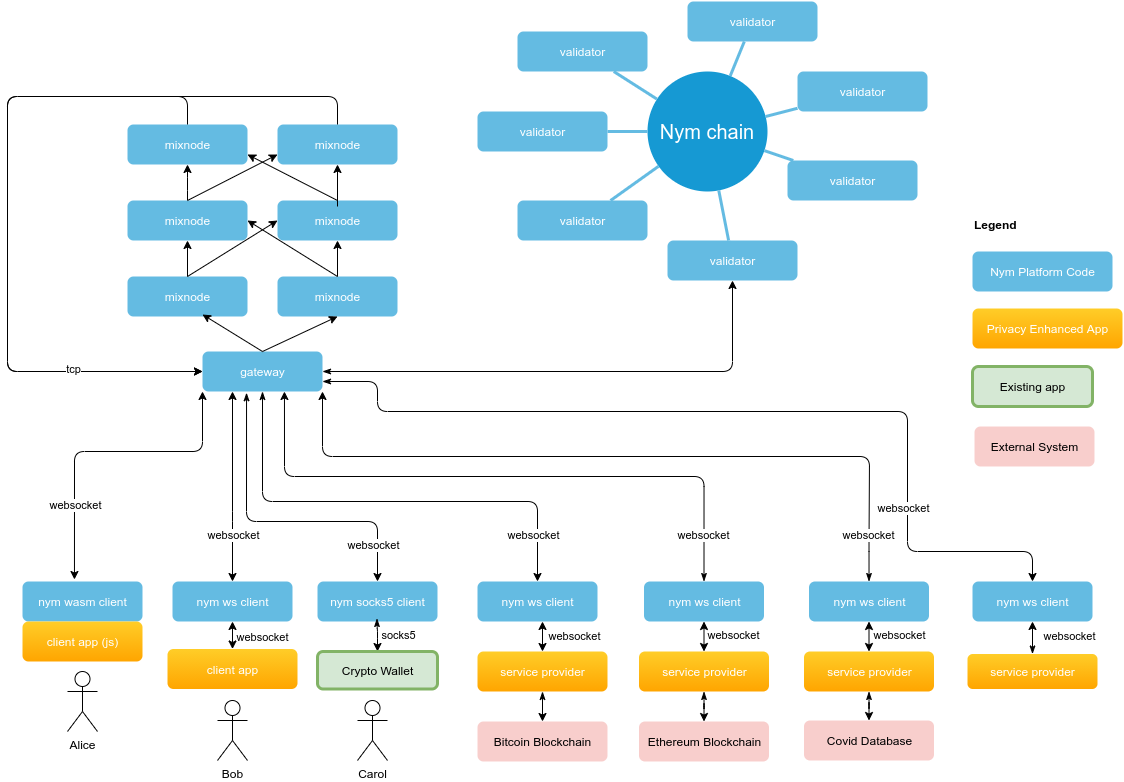 validator
validator
validator
validator
Nym chain
validator
validator
validator
validator
mixnode
mixnode
mixnode
mixnode
mixnode
mixnode
tcp
gateway
Legend
Nym Platform Code
Privacy Enhanced App
Existing app
External System
websocket
websocket
websocket
websocket
websocket
websocket
websocket
nym wasm client
client app (js)
Alice
nym ws client
websocket
client app
Bob
nym socks5 client
socks5
Crypto Wallet
Carol
nym ws client
websocket
service provider
Bitcoin Blockchain
nym ws client
websocket
service provider
Ethereum Blockchain
nym ws client
websocket
service provider
Covid Database
nym ws client
websocket
service provider